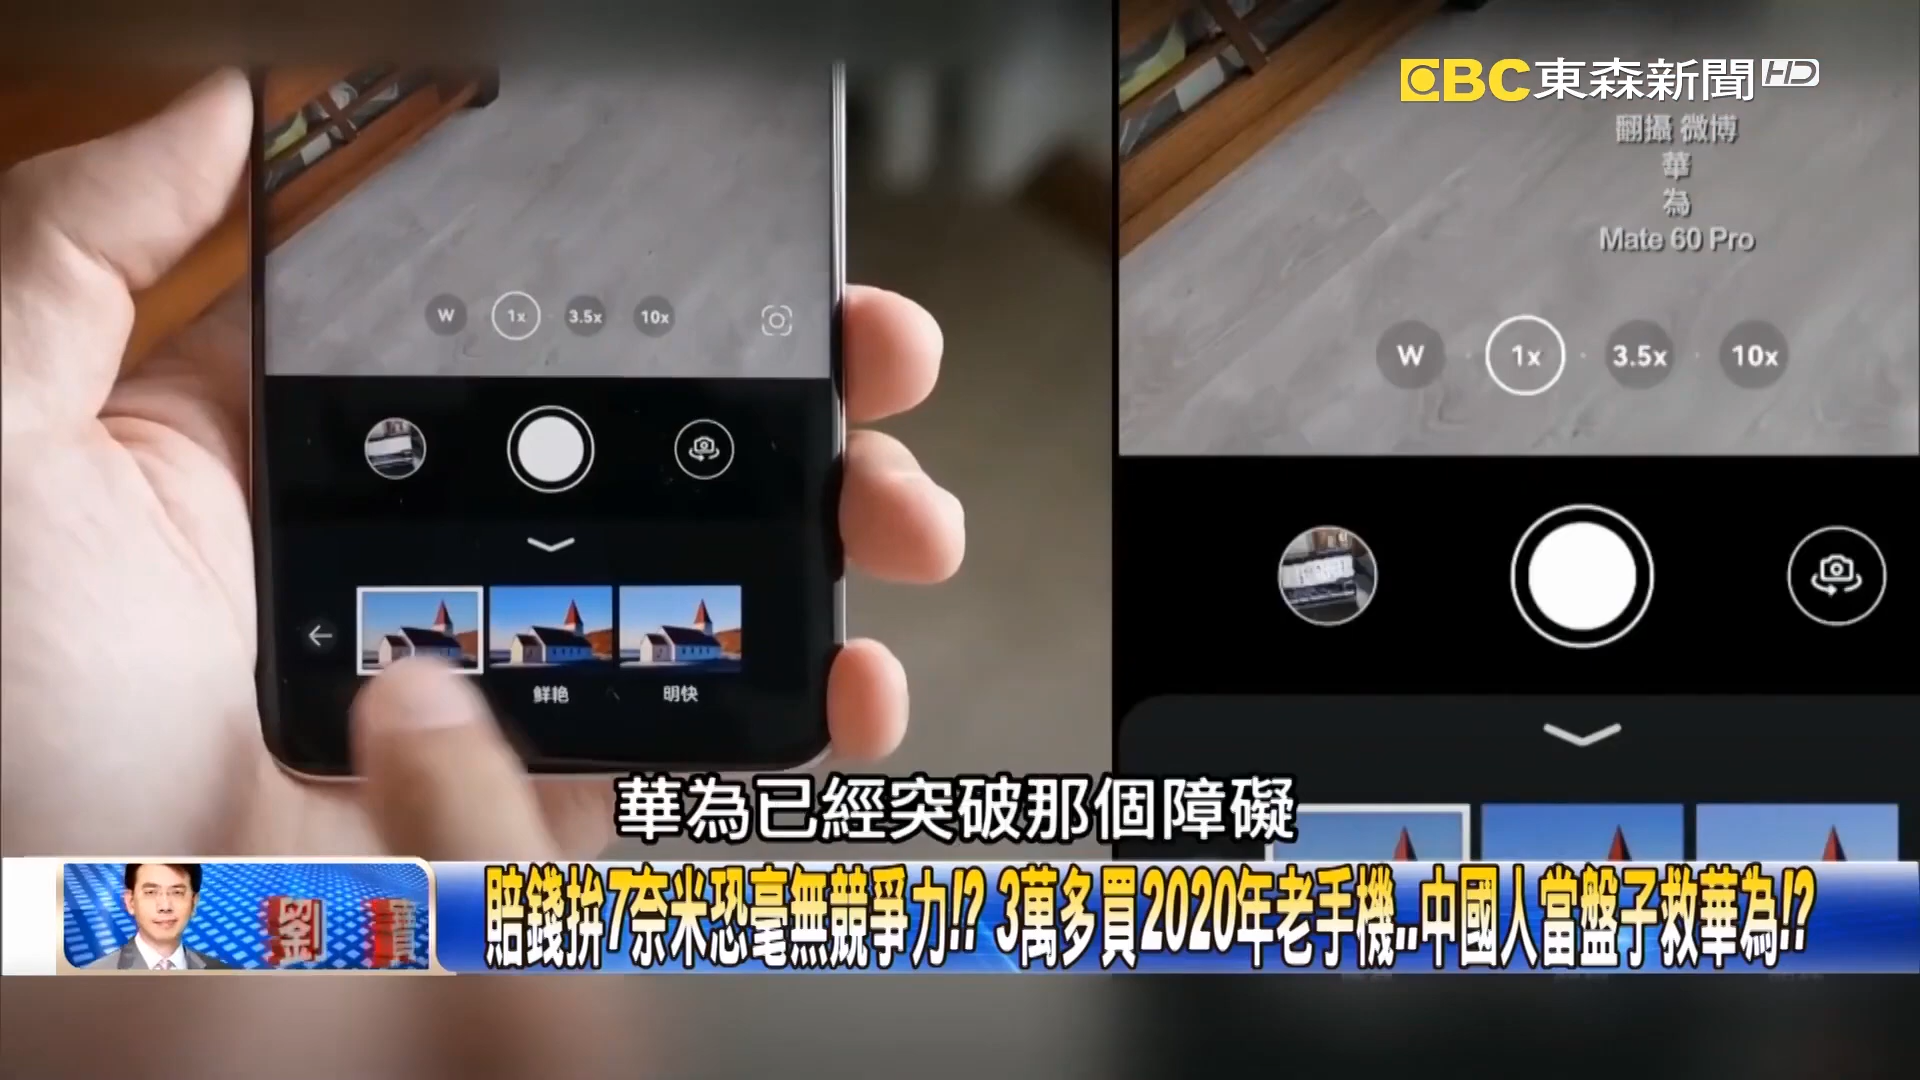 EBC東森新聞HD
翻攝 微博
華
為
Mate 60 Pro
W 1x 3.5x 10x
W 1x 3.5x 10x
鲜艳 明快
華為已經突破那個障礙
劉 寶
賠錢拚7奈米恐毫無競爭力!? 3萬多買2020年老手機..中國人當盤子救華為!?